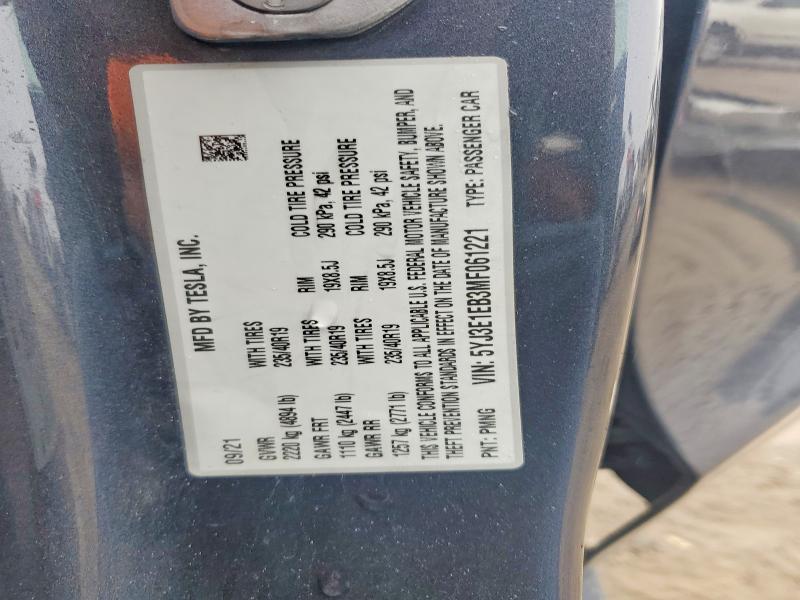 MFD BY TESLA, INC.
09/21
GVWR WITH TIRES RIM COLD TIRE PRESSURE
2220 kg (4894 lb) 235/40R19 19X8.5J 290 kPa, 42 psi
GAWR FRT WITH TIRES RIM COLD TIRE PRESSURE
1110 kg (2447 lb) 235/40R19 19X8.5J 290 kPa, 42 psi
GAWR RR WITH TIRES RIM COLD TIRE PRESSURE
1257 kg (2771 lb) 235/40R19 19X8.5J 290 kPa, 42 psi
THIS VEHICLE CONFORMS TO ALL APPLICABLE U.S. FEDERAL MOTOR VEHICLE SAFETY, BUMPER, AND
THEFT PREVENTON STANDARDS IN EFFECT ON THE DATE OF MANUFACTURE SHOWN ABOVE.
PNT: PMNG VIN: 5YJ3E1EB3MF061221 TYPE: PASSENGER CAR